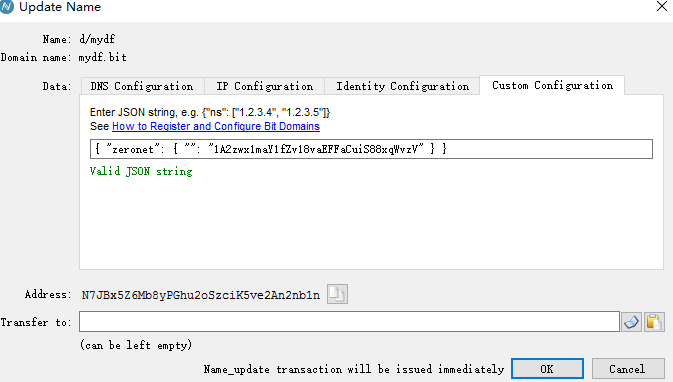 Update Name
Name: d/mydf
Domain name: mydf.bit
Data: DNS Configuration IP Configuration Identity Configuration Custom Configuration
Enter JSON string, e.g. {"ns": ["1.2.3.4", "1.2.3.5"]}
See How to Register and Configure Bit Domains
{ "zeronet": { "": "1A2zwx1maY1fZv18vaEFFaCuiS88xqWvzV" } }
Valid JSON string
Address: N7JBx5Z6Mb8yPGhu2oSzciK5ve2An2nb1n
Transfer to:
(can be left empty)
Name_update transaction will be issued immediately OK Cancel